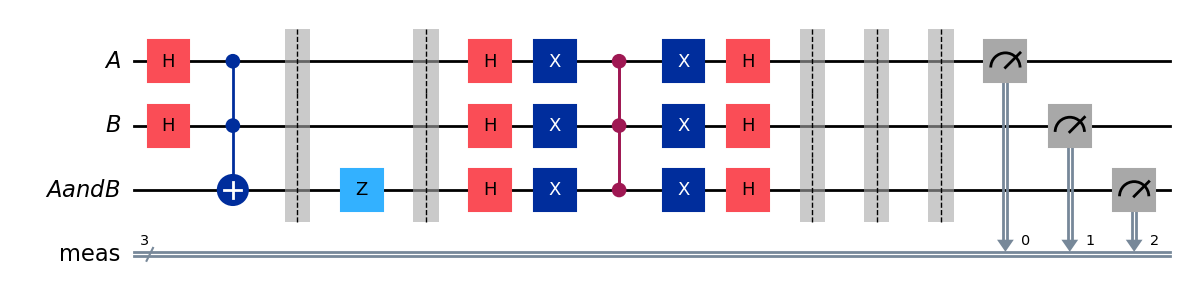 A H H X X H
B H H X X H
AandB Z H X X H
meas 3 0 1 2